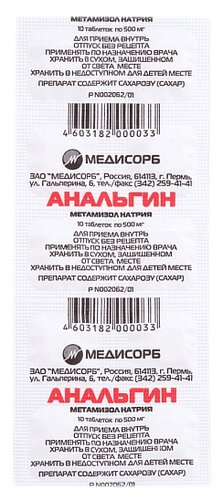 МЕТАМИЗОЛ НАТРИЯ
10 таблеток по 500 мг
ДЛЯ ПРИЕМА ВНУТРЬ
ОТПУСК БЕЗ РЕЦЕПТА
ПРИМЕНЯТЬ ПО НАЗНАЧЕНИЮ ВРАЧА
ХРАНИТЬ В СУХОМ, ЗАЩИЩЕННОМ
ОТ СВЕТА МЕСТЕ
ХРАНИТЬ В НЕДОСТУПНОМ ДЛЯ ДЕТЕЙ МЕСТЕ
ПРЕПАРАТ СОДЕРЖИТ САХАРОЗУ (САХАР)
Р N002062/01
4 603182 000033
МЕДИСОРБ
ЗАО "МЕДИСОРБ", Россия, 614113, г. Пермь,
ул. Гальперина, 6, тел./факс (342) 259-41-41
АНАЛЬГИН
МЕТАМИЗОЛ НАТРИЯ
10 таблеток по 500 мг
ДЛЯ ПРИЕМА ВНУТРЬ
ОТПУСК БЕЗ РЕЦЕПТА
ПРИМЕНЯТЬ ПО НАЗНАЧЕНИЮ ВРАЧА
ХРАНИТЬ В СУХОМ, ЗАЩИЩЕННОМ
ОТ СВЕТА МЕСТЕ
ХРАНИТЬ В НЕДОСТУПНОМ ДЛЯ ДЕТЕЙ МЕСТЕ
ПРЕПАРАТ СОДЕРЖИТ САХАРОЗУ (САХАР)
Р N002062/01
4 603182 000033
МЕДИСОРБ
ЗАО "МЕДИСОРБ", Россия, 614113, г. Пермь,
ул. Гальперина, 6, тел./факс (342) 259-41-41
АНАЛЬГИН
МЕТАМИЗОЛ НАТРИЯ
10 таблеток по 500 мг
ДЛЯ ПРИЕМА ВНУТРЬ
ОТПУСК БЕЗ РЕЦЕПТА
ПРИМЕНЯТЬ ПО НАЗНАЧЕНИЮ ВРАЧА
ХРАНИТЬ В СУХОМ, ЗАЩИЩЕННОМ
ОТ СВЕТА МЕСТЕ
ХРАНИТЬ В НЕДОСТУПНОМ ДЛЯ ДЕТЕЙ МЕСТЕ
ПРЕПАРАТ СОДЕРЖИТ САХАРОЗУ (САХАР)